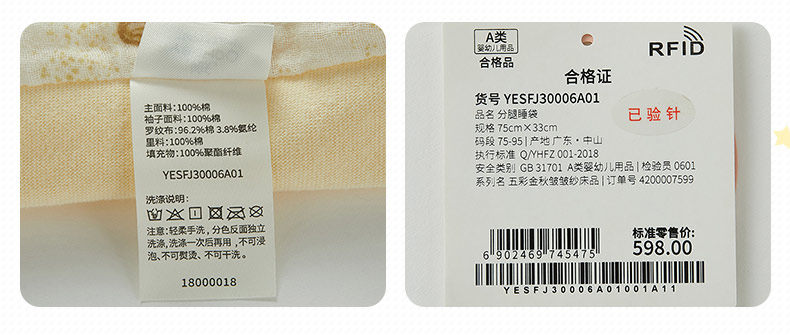 主面料:100%棉
袖子面料:100%棉
罗纹布:96.2%棉 3.8%氨纶
里料:100%棉
填充物:100%聚酯纤维
YESFJ30006A01
洗涤说明:
注意:轻柔手洗,分色反面独立
洗涤,洗涤一次后再用,不可浸
泡、不可熨烫、不可干洗。
18000018
A类
婴幼儿用品
合格品
RFID
合格证
货号 YESFJ30006A01
已验针
品名 分腿睡袋
规格 75cm×33cm
码段 75-95 | 产地 广东·中山
执行标准 Q/YHFZ 001-2018
安全类别 GB 31701 A类婴幼儿用品 | 检验员 0601
系列名 五彩金秋皱皱纱床品 | 订单号 4200007599
标准零售价:
598.00
6 902469 745475
YESFJ30006A01001A11